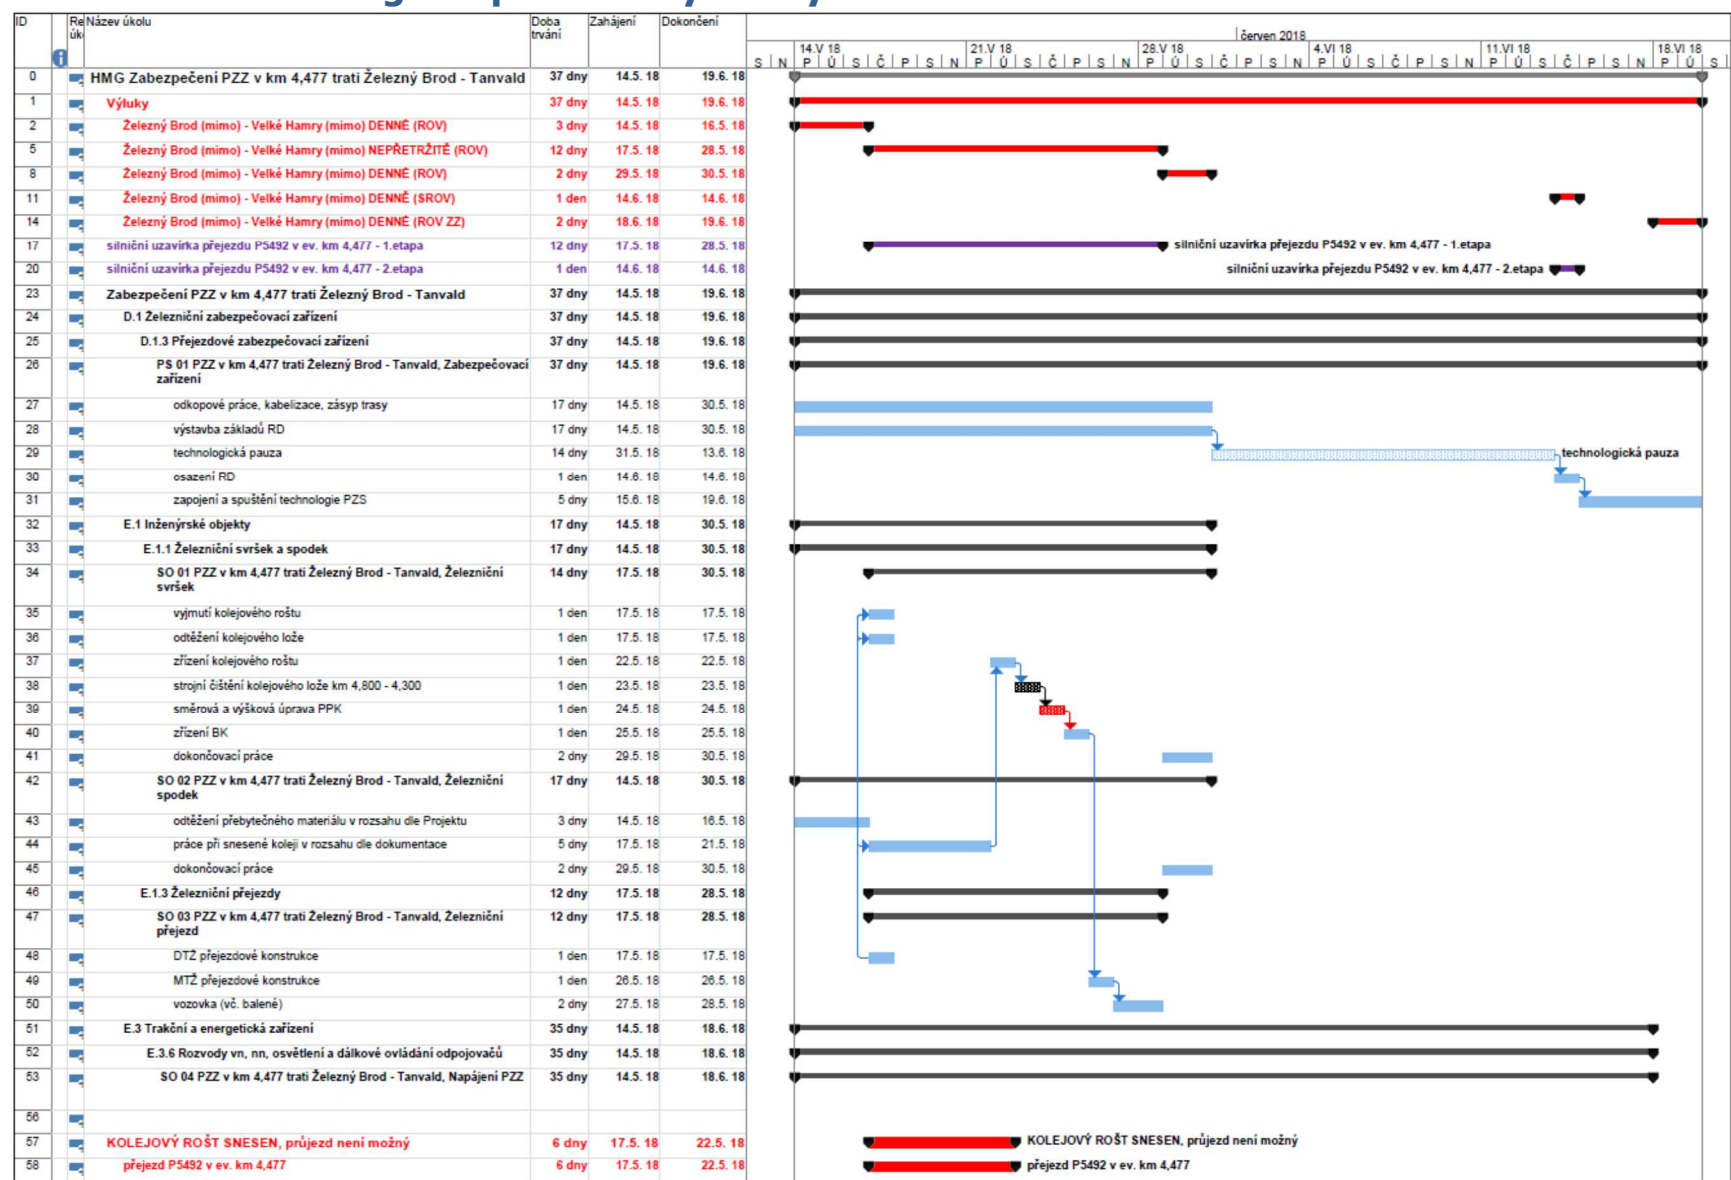 ID Název úkolu Doba trvání Zahájení Dokončení
červen 2018
14.V 18 21.V 18 28.V 18 4.VI 18 11.VI 18 18.VI 18
S N P Ú S Č P S N P Ú S Č P S N P Ú S Č P S N P Ú S Č P S N P Ú S Č P S N P Ú S
0 HMG Zabezpečení PZZ v km 4,477 trati Železný Brod - Tanvald 37 dny 14.5. 18 19.6. 18
1 Výluky 37 dny 14.5. 18 19.6. 18
2 Železný Brod (mimo) - Velké Hamry (mimo) DENNĚ (ROV) 3 dny 14.5. 18 16.5. 18
5 Železný Brod (mimo) - Velké Hamry (mimo) NEPŘETRŽITĚ (ROV) 12 dny 17.5. 18 28.5. 18
8 Železný Brod (mimo) - Velké Hamry (mimo) DENNĚ (ROV) 2 dny 29.5. 18 30.5. 18
11 Železný Brod (mimo) - Velké Hamry (mimo) DENNĚ (SROV) 1 den 14.6. 18 14.6. 18
14 Železný Brod (mimo) - Velké Hamry (mimo) DENNĚ (ROV ZZ) 2 dny 18.6. 18 19.6. 18
17 silniční uzavírka přejezdu P5492 v ev. km 4,477 - 1.etapa 12 dny 17.5. 18 28.5. 18 silniční uzavírka přejezdu P5492 v ev. km 4,477 - 1.etapa
20 silniční uzavírka přejezdu P5492 v ev. km 4,477 - 2.etapa 1 den 14.6. 18 14.6. 18 silniční uzavírka přejezdu P5492 v ev. km 4,477 - 2.etapa
23 Zabezpečení PZZ v km 4,477 trati Železný Brod - Tanvald 37 dny 14.5. 18 19.6. 18
24 D.1 Železniční zabezpečovací zařízení 37 dny 14.5. 18 19.6. 18
25 D.1.3 Přejezdové zabezpečovací zařízení 37 dny 14.5. 18 19.6. 18
26 PS 01 PZZ v km 4,477 trati Železný Brod - Tanvald, Zabezpečovací 37 dny 14.5. 18 19.6. 18
zařízení
27 odkopové práce, kabelizace, zásyp trasy 17 dny 14.5. 18 30.5. 18
28 výstavba základů RD 17 dny 14.5. 18 30.5. 18
29 technologická pauza 14 dny 31.5. 18 13.6. 18 technologická pauza
30 osazení RD 1 den 14.6. 18 14.6. 18
31 zapojení a spuštění technologie PZS 5 dny 15.6. 18 19.6. 18
32 E.1 Inženýrské objekty 17 dny 14.5. 18 30.5. 18
33 E.1.1 Železniční svršek a spodek 17 dny 14.5. 18 30.5. 18
34 SO 01 PZZ v km 4,477 trati Železný Brod - Tanvald, Železniční 14 dny 17.5. 18 30.5. 18
svršek
35 vyjmutí kolejového roštu 1 den 17.5. 18 17.5. 18
36 odtěžení kolejového lože 1 den 17.5. 18 17.5. 18
37 zřízení kolejového roštu 1 den 22.5. 18 22.5. 18
38 strojní čištění kolejového lože km 4,800 - 4,300 1 den 23.5. 18 23.5. 18
39 směrová a výšková úprava PPK 1 den 24.5. 18 24.5. 18
40 zřízení BK 1 den 25.5. 18 25.5. 18
41 dokončovací práce 2 dny 29.5. 18 30.5. 18
42 SO 02 PZZ v km 4,477 trati Železný Brod - Tanvald, Železniční 17 dny 14.5. 18 30.5. 18
spodek
43 odtěžení přebytečného materiálu v rozsahu dle Projektu 3 dny 14.5. 18 16.5. 18
44 práce při snesené koleji v rozsahu dle dokumentace 5 dny 17.5. 18 21.5. 18
45 dokončovací práce 2 dny 29.5. 18 30.5. 18
46 E.1.3 Železniční přejezdy 12 dny 17.5. 18 28.5. 18
47 SO 03 PZZ v km 4,477 trati Železný Brod - Tanvald, Železniční 12 dny 17.5. 18 28.5. 18
přejezd
48 DTŽ přejezdové konstrukce 1 den 17.5. 18 17.5. 18
49 MTŽ přejezdové konstrukce 1 den 26.5. 18 26.5. 18
50 vozovka (vč. balené) 2 dny 27.5. 18 28.5. 18
51 E.3 Trakční a energetická zařízení 35 dny 14.5. 18 18.6. 18
52 E.3.6 Rozvody vn, nn, osvětlení a dálkové ovládání odpojovačů 35 dny 14.5. 18 18.6. 18
53 SO 04 PZZ v km 4,477 trati Železný Brod - Tanvald, Napájení PZZ 35 dny 14.5. 18 18.6. 18
56
57 KOLEJOVÝ ROŠT SNESEN, průjezd není možný 6 dny 17.5. 18 22.5. 18 KOLEJOVÝ ROŠT SNESEN, průjezd není možný
58 přejezd P5492 v ev. km 4,477 6 dny 17.5. 18 22.5. 18 přejezd P5492 v ev. km 4,477